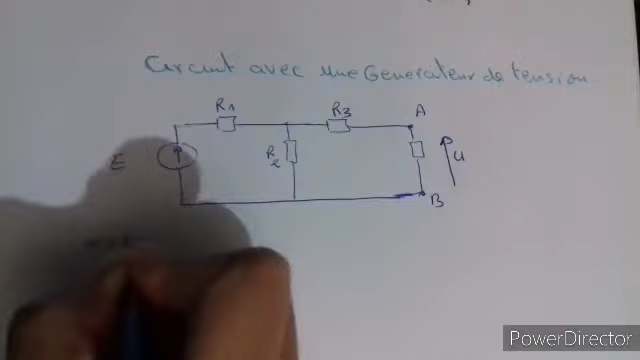 Circuit avec une Generateur de tension
R1
R3
A
E
R2
u
B
PowerDirector